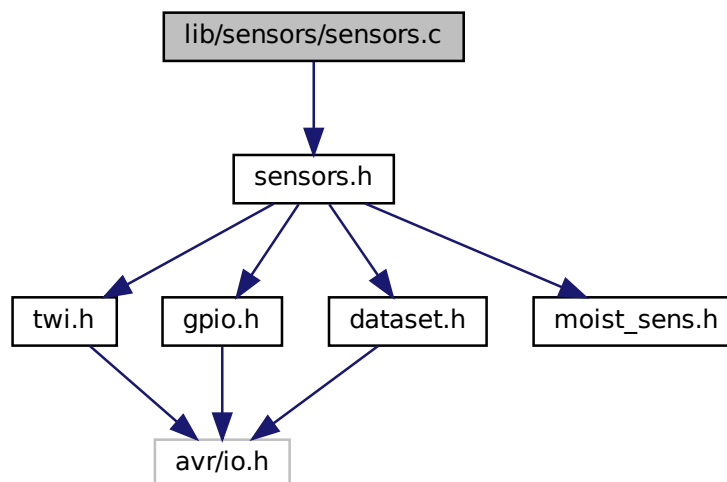 lib/sensors/sensors.c
sensors.h
twi.h
gpio.h
dataset.h
moist_sens.h
avr/io.h